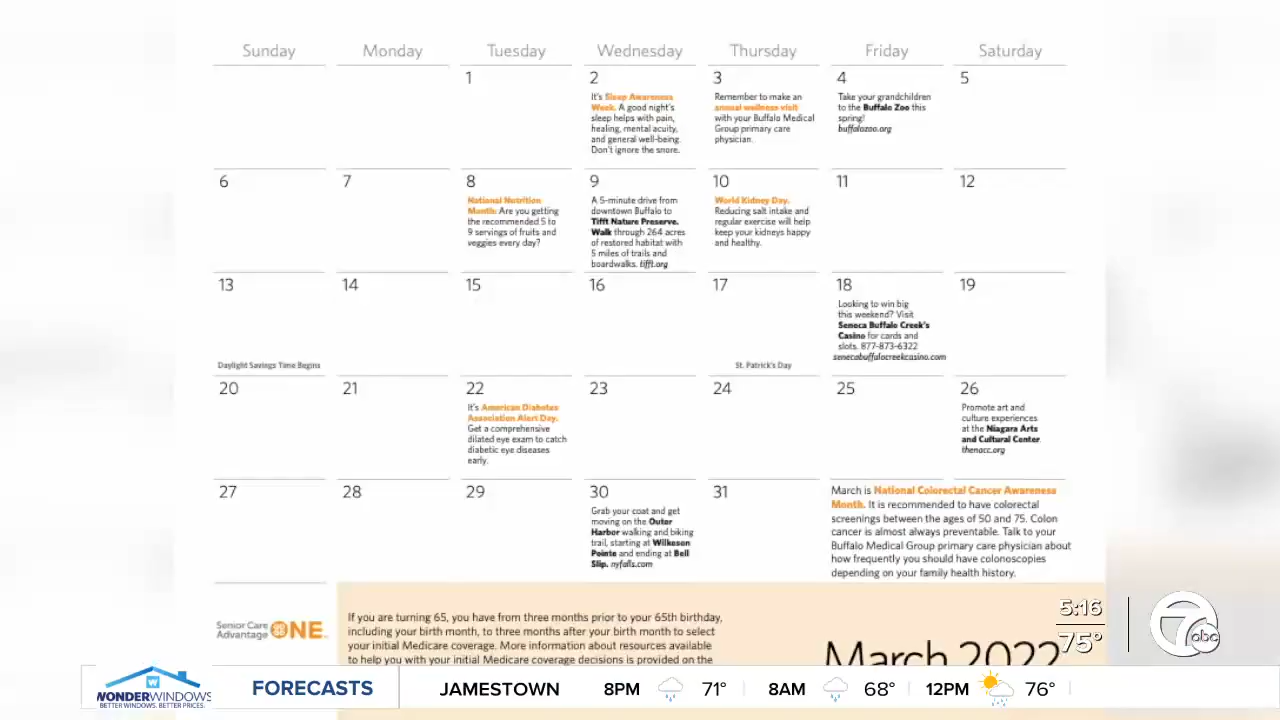 Sunday Monday Tuesday Wednesday Thursday Friday Saturday
1 2 3 4 5
It's Sleep Awareness
Week. A good night's
sleep helps with pain,
healing, mental acuity,
and general well-being.
Don't ignore the snore.
Remember to make an
annual wellness visit
with your Buffalo Medical
Group primary care
physician.
Take your grandchildren
to the Buffalo Zoo this
spring!
buffalozoo.org
6 7 8 9 10 11 12
National Nutrition
Month: Are you getting
the recommended 5 to
9 servings of fruits and
veggies every day?
A 5-minute drive from
downtown Buffalo to
Tifft Nature Preserve.
Walk through 264 acres
of restored habitat with
5 miles of trails and
boardwalks. tifft.org
World Kidney Day.
Reducing salt intake and
regular exercise will help
keep your kidneys happy
and healthy.
13 14 15 16 17 18 19
Daylight Savings Time Begins
St. Patrick's Day
Looking to win big
this weekend? Visit
Seneca Buffalo Creek's
Casino for cards and
slots. 877-873-6322
senecabuffalocreekcasino.com
20 21 22 23 24 25 26
It's American Diabetes
Association Alert Day.
Get a comprehensive
dilated eye exam to catch
diabetic eye diseases
early.
Promote art and
culture experiences
at the Niagara Arts
and Cultural Center.
thenacc.org
27 28 29 30 31
Grab your coat and get
moving on the Outer
Harbor walking and biking
trail, starting at Wilkeson
Pointe and ending at Bell
Slip. nyfalls.com
March is National Colorectal Cancer Awareness
Month. It is recommended to have colorectal
screenings between the ages of 50 and 75. Colon
cancer is almost always preventable. Talk to your
Buffalo Medical Group primary care physician about
how frequently you should have colonoscopies
depending on your family health history.
Senior Care
Advantage ONE
If you are turning 65, you have from three months prior to your 65th birthday,
including your birth month, to three months after your birth month to select
your initial Medicare coverage. More information about resources available
to help you with your initial Medicare coverage decisions is provided on the
March 2022
5:16
75°
7 abc
W
WONDERWINDOWS
BETTER WINDOWS. BETTER PRICES.
FORECASTS JAMESTOWN 8PM 71° 8AM 68° 12PM 76°